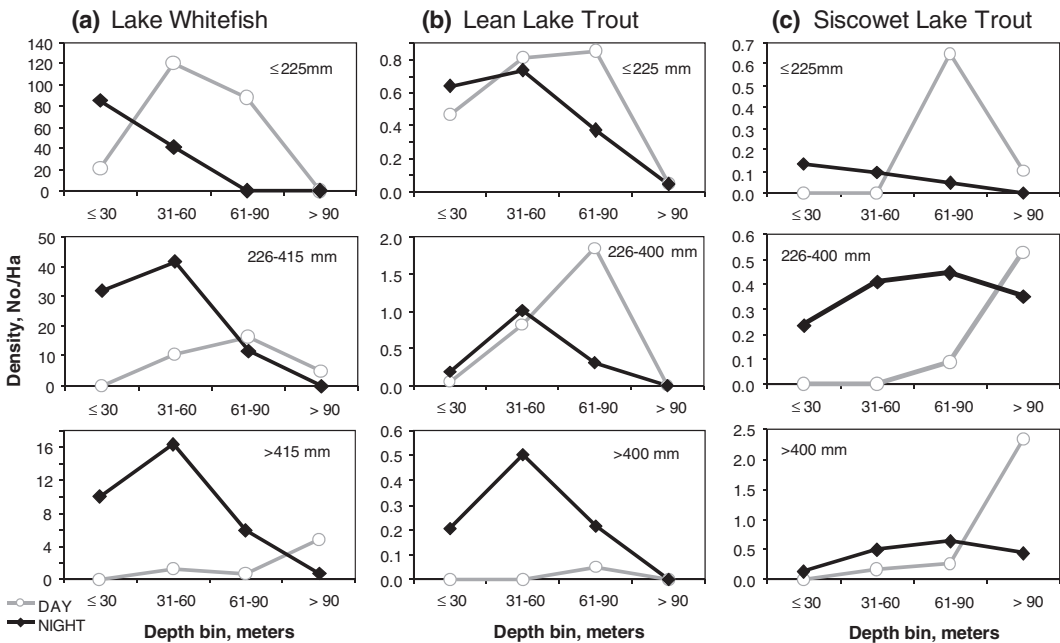 (a) Lake Whitefish
(b) Lean Lake Trout
(c) Siscowet Lake Trout
Density, No./Ha
140
120
100
80
60
40
20
0
≤225mm
≤ 30 31-60 61-90 > 90
1.0
0.8
0.6
0.4
0.2
0.0
≤225 mm
≤ 30 31-60 61-90 > 90
0.7
0.6
0.5
0.4
0.3
0.2
0.1
0.0
≤225mm
≤ 30 31-60 61-90 > 90
50
40
30
20
10
0
226-415 mm
≤ 30 31-60 61-90 > 90
2.0
1.5
1.0
0.5
0.0
226-400 mm
≤ 30 31-60 61-90 > 90
0.6
0.5
0.4
0.3
0.2
0.1
0.0
226-400 mm
≤ 30 31-60 61-90 > 90
16
12
8
4
0
>415 mm
≤ 30 31-60 61-90 > 90
0.6
0.5
0.4
0.3
0.2
0.1
0.0
>400 mm
≤ 30 31-60 61-90 > 90
2.5
2.0
1.5
1.0
0.5
0.0
>400 mm
≤ 30 31-60 61-90 > 90
DAY
NIGHT
Depth bin, meters
Depth bin, meters
Depth bin, meters